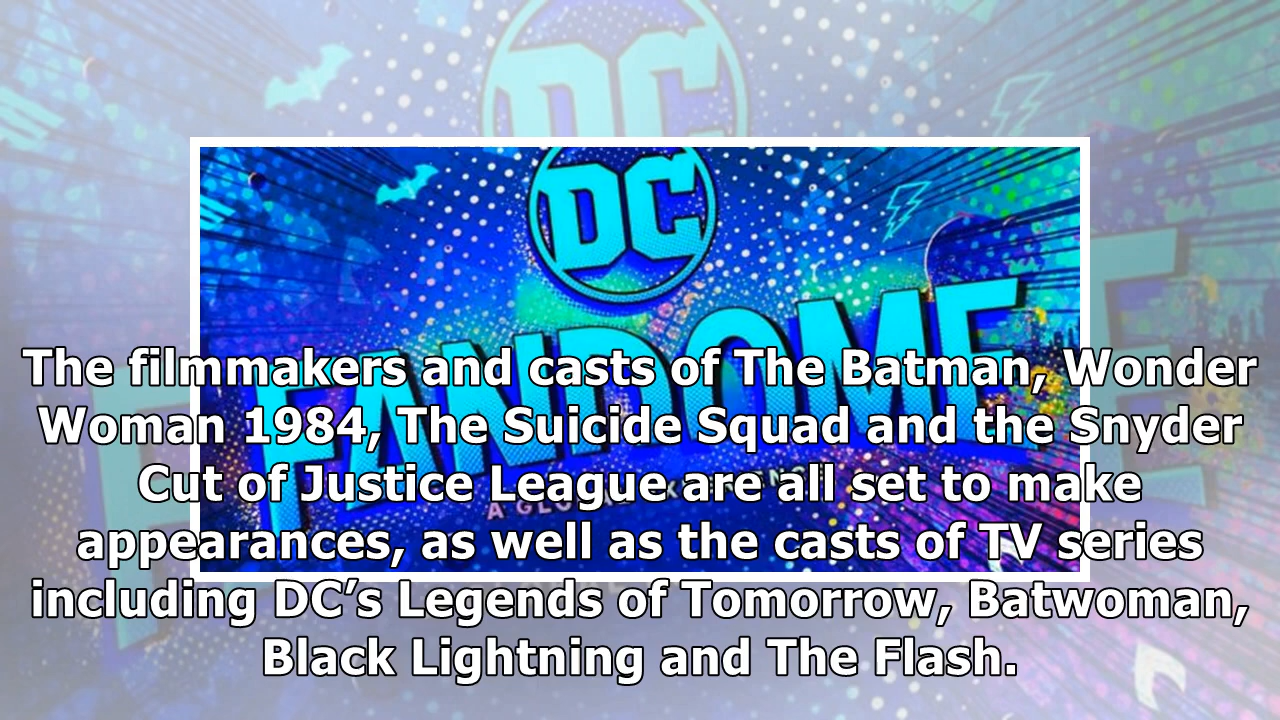 DC
DC
FANDOME
The filmmakers and casts of The Batman, Wonder
Woman 1984, The Suicide Squad and the Snyder
Cut of Justice League are all set to make
appearances, as well as the casts of TV series
including DC’s Legends of Tomorrow, Batwoman,
Black Lightning and The Flash.